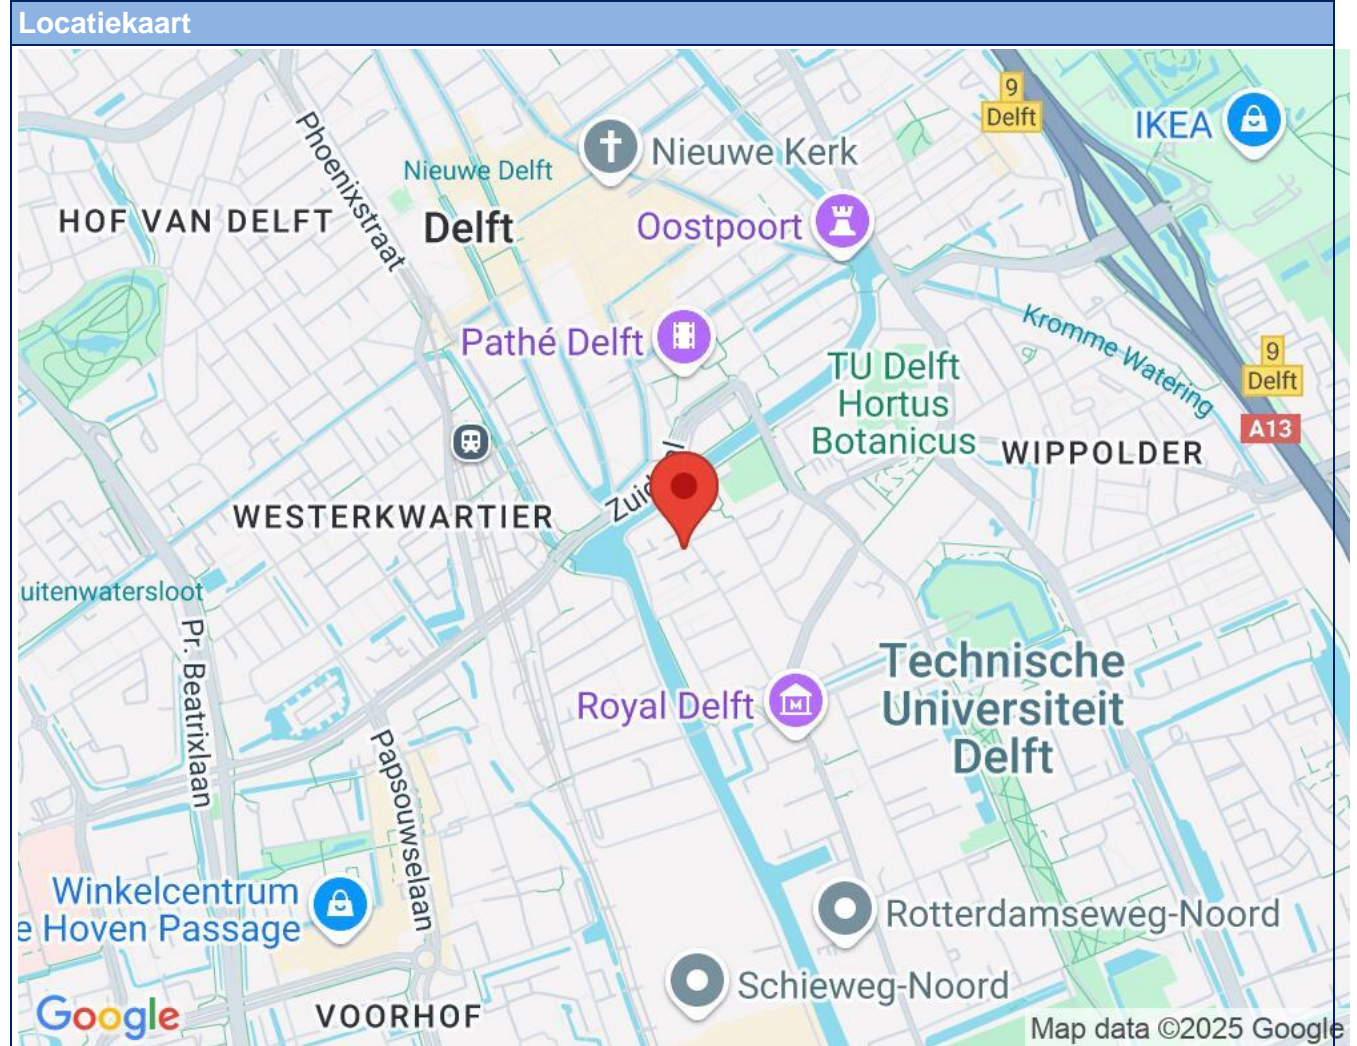 Locatiekaart
9
Delft
IKEA
Phoenixstraat
Nieuwe Kerk
Nieuwe Delft
HOF VAN DELFT
Delft
Oostpoort
Kromme Watering
Pathé Delft
TU Delft
Hortus
Botanicus
9
Delft
A13
WIPPOLDER
WESTERKWARTIER
uitenwatersloot
Pr. Beatrixlaan
Technische
Universiteit
Delft
Royal Delft
Papsouwselaan
Winkelcentrum
e Hoven Passage
Rotterdamseweg-Noord
Schieweg-Noord
VOORHOF
Google
Map data ©2025 Google